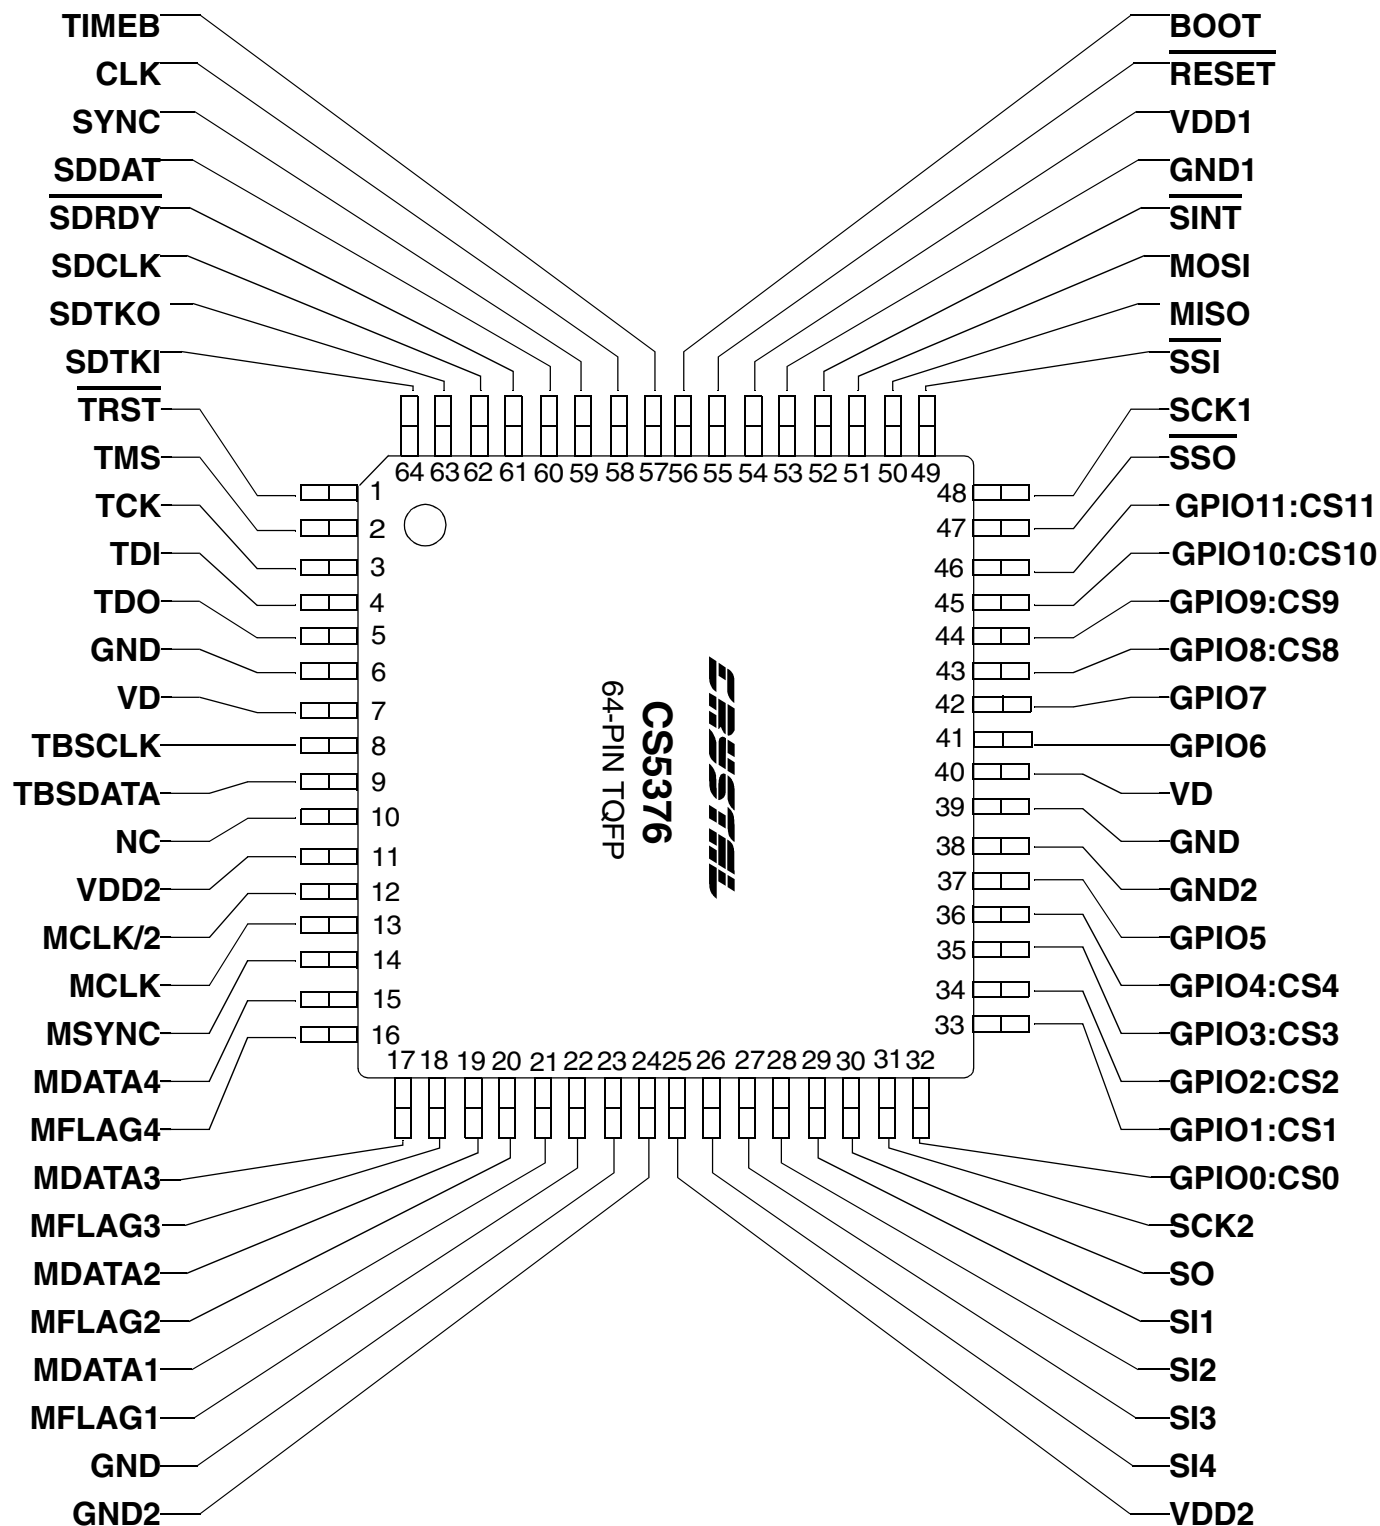 TIMEB
CLK
SYNC
SDDAT
SDRDY
SDCLK
SDTKO
SDTKI
TRST
TMS
TCK
TDI
TDO
GND
VD
TBSCLK
TBSDATA
NC
VDD2
MCLK/2
MCLK
MSYNC
MDATA4
MFLAG4
MDATA3
MFLAG3
MDATA2
MFLAG2
MDATA1
MFLAG1
GND
GND2
64 63 62 61 60 59 58 57 56 55 54 53 52 51 50 49
1
2
3
4
5
6
7
8
9
10
11
12
13
14
15
16
CRYSTAL
CS5376
64-PIN TQFP
48
47
46
45
44
43
42
41
40
39
38
37
36
35
34
33
17 18 19 20 21 22 23 24 25 26 27 28 29 30 31 32
BOOT
RESET
VDD1
GND1
SINT
MOSI
MISO
SSI
SCK1
SSO
GPIO11:CS11
GPIO10:CS10
GPIO9:CS9
GPIO8:CS8
GPIO7
GPIO6
VD
GND
GND2
GPIO5
GPIO4:CS4
GPIO3:CS3
GPIO2:CS2
GPIO1:CS1
GPIO0:CS0
SCK2
SO
SI1
SI2
SI3
SI4
VDD2